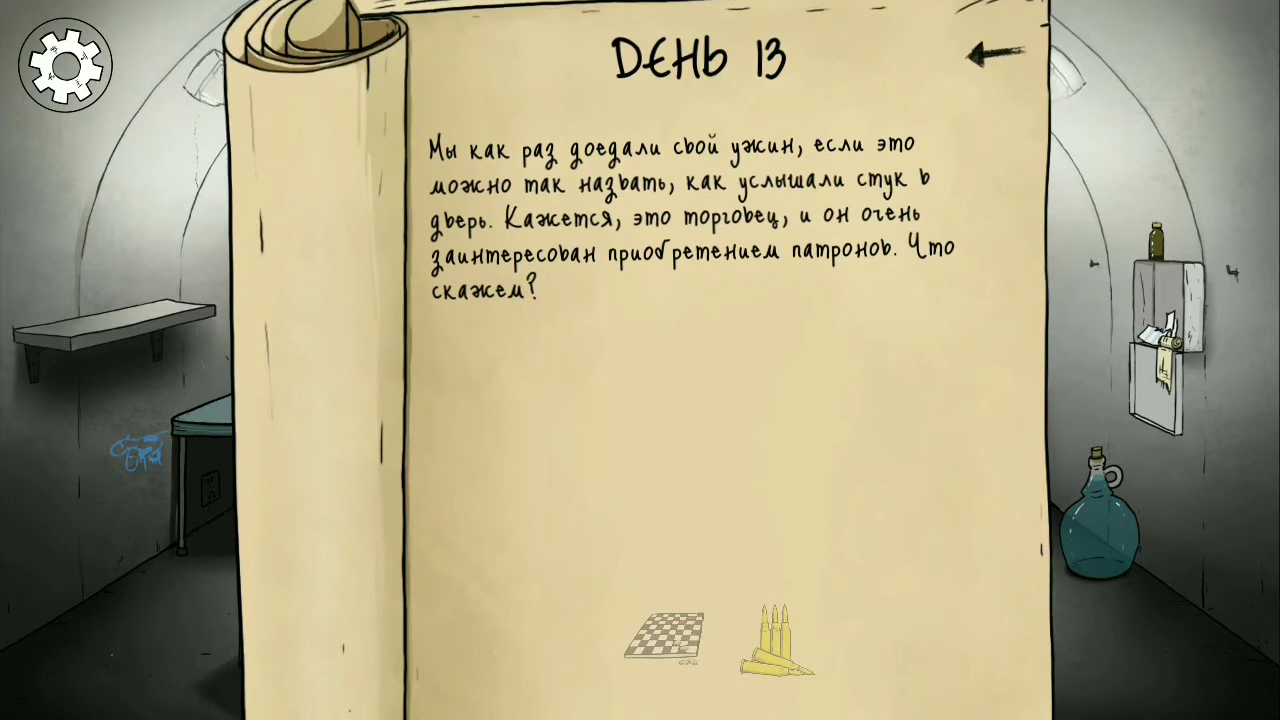 ДЕНЬ 13
Мы как раз доедали свой ужин, если это
можно так назвать, как услышали стук в
дверь. Кажется, это торговец, и он очень
заинтересован приобретением патронов. Что
скажем?